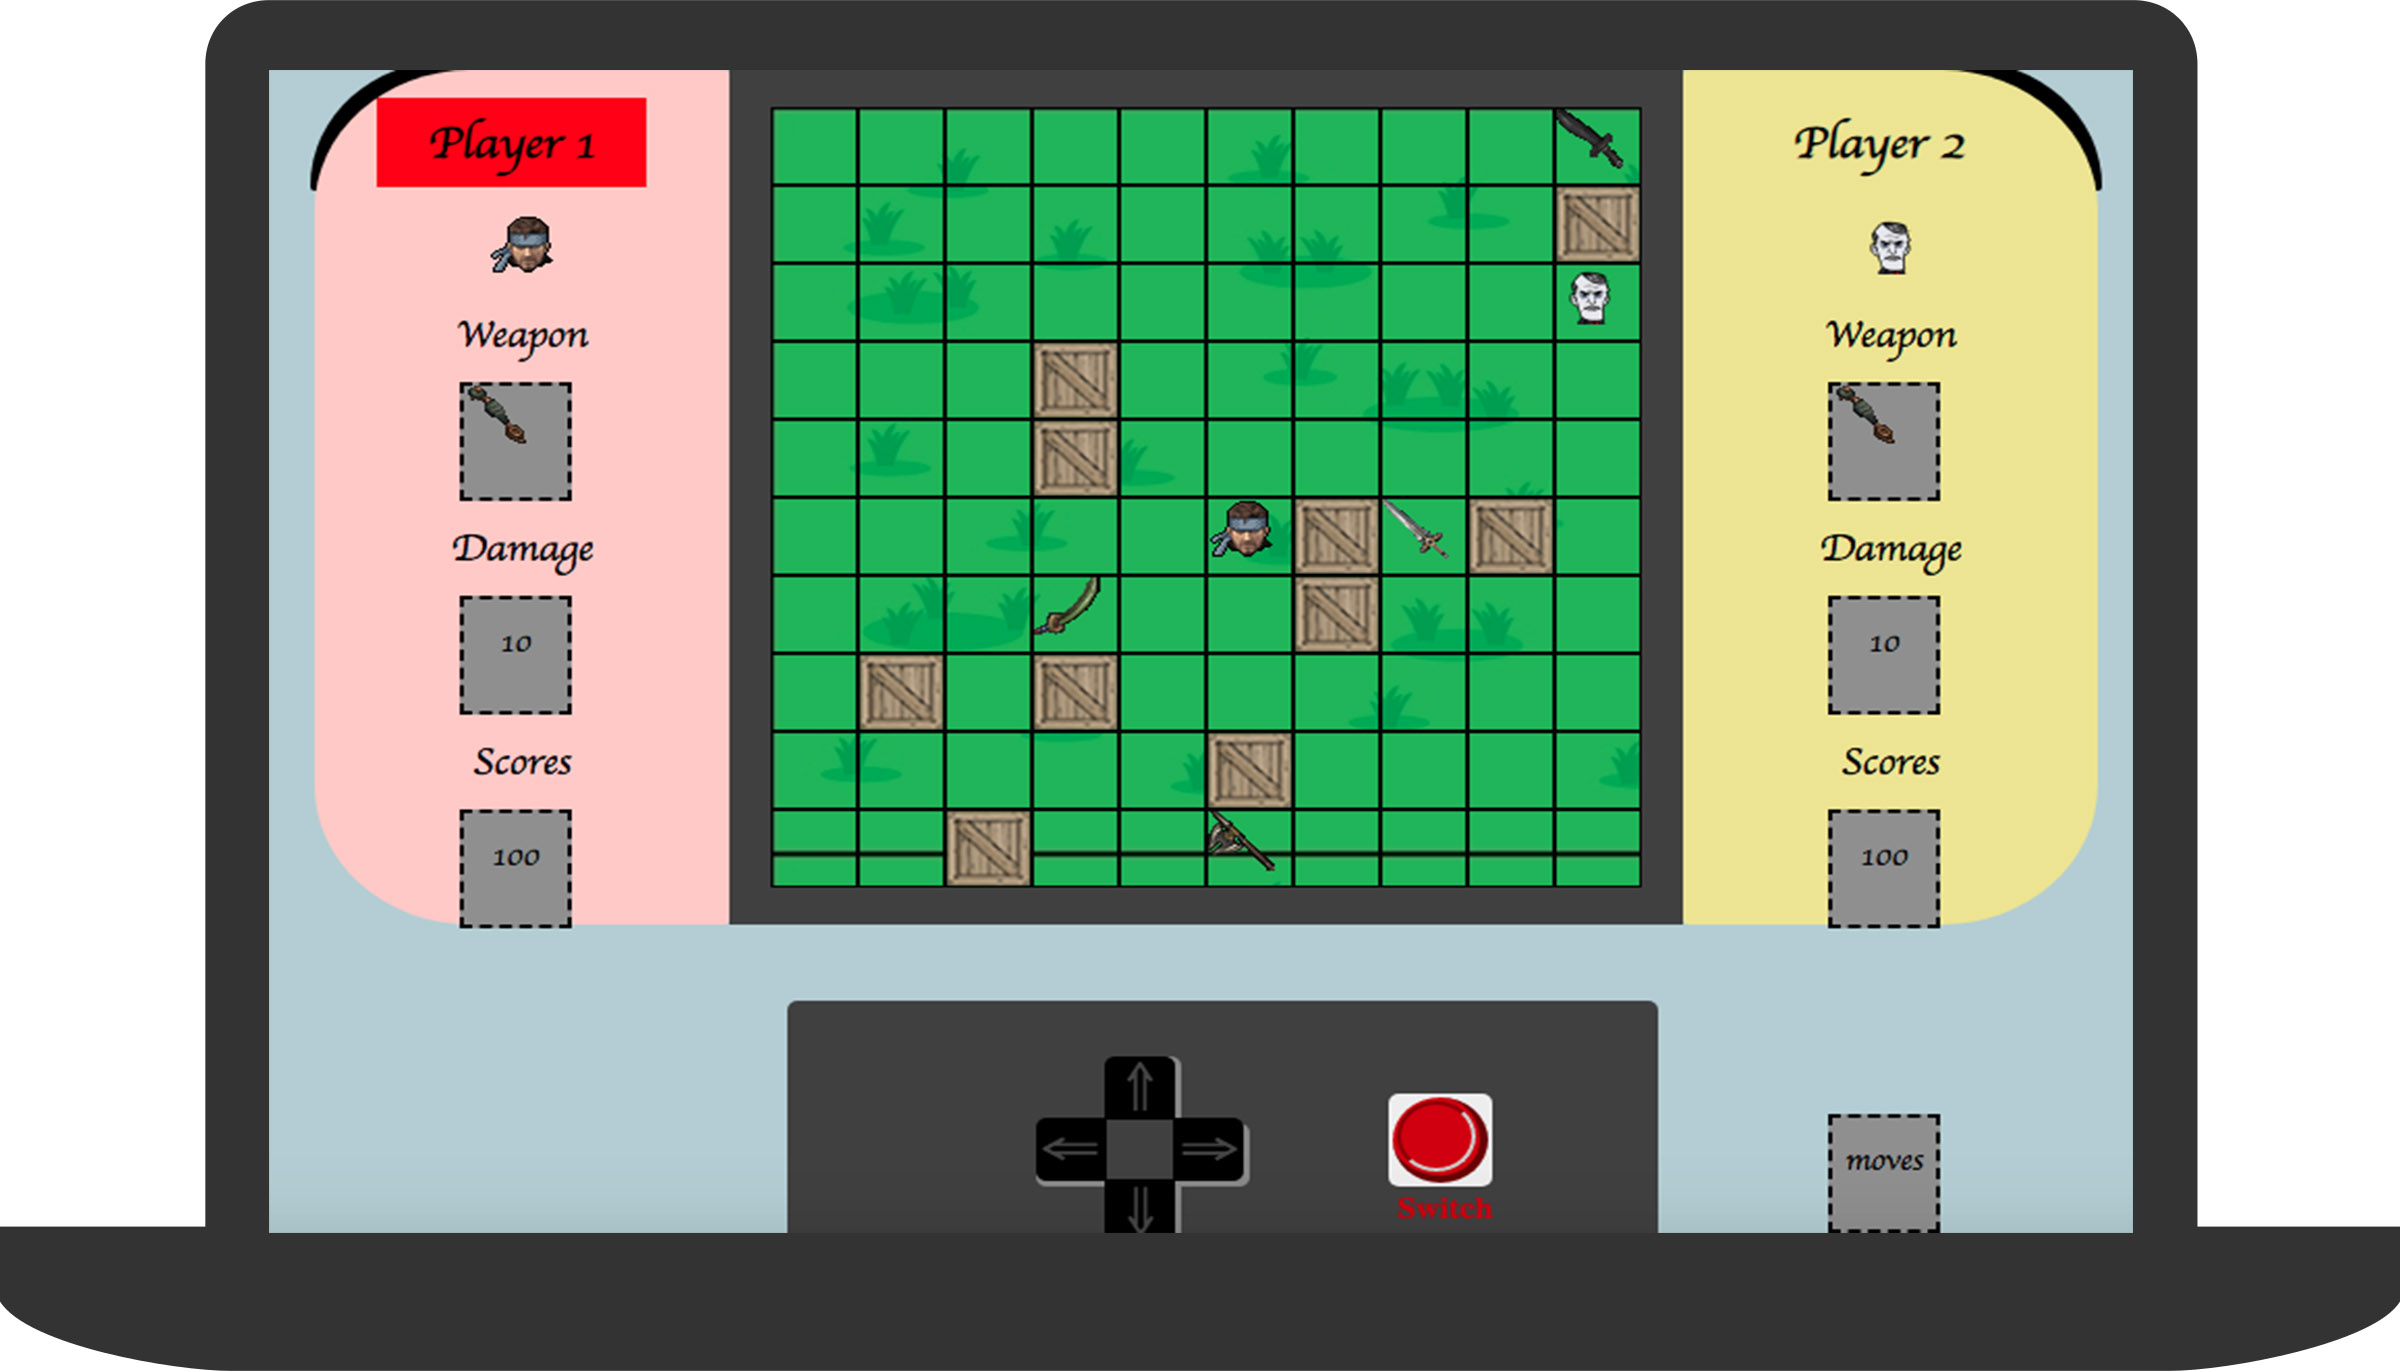 Player 1
Weapon
Damage
10
Scores
100
Player 2
Weapon
Damage
10
Scores
100
Switch
moves